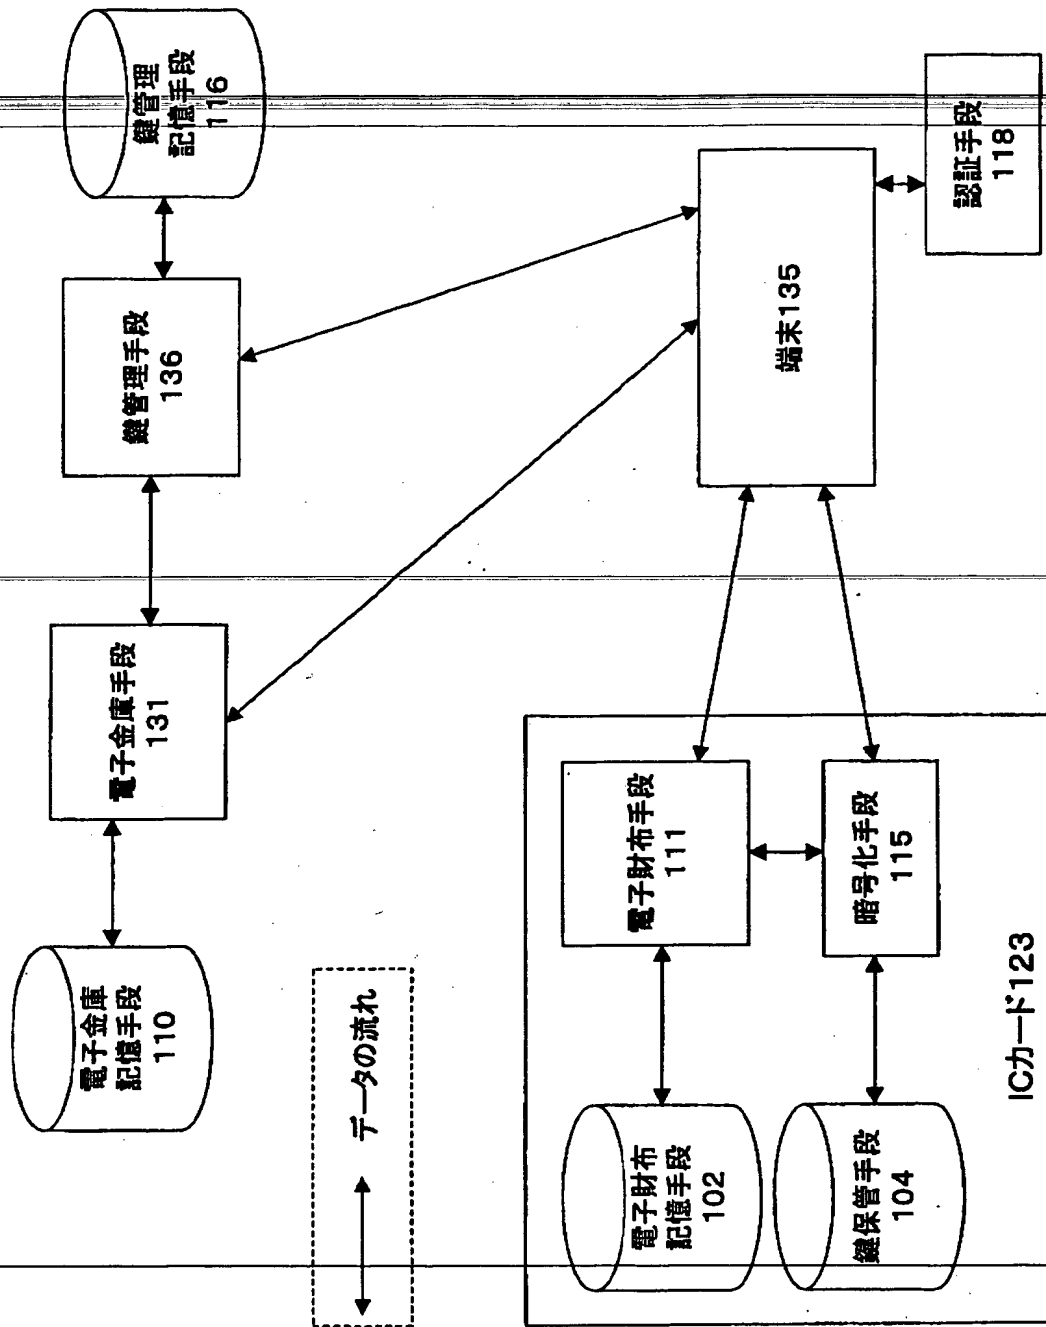 電子金庫
記憶手段
110
電子金庫手段
131
鍵管理手段
136
鍵管理
記憶手段
116
データの流れ
電子財布
記憶手段
102
電子財布手段
111
端末135
鍵保管手段
104
暗号化手段
115
認証手段
118
ICカード123